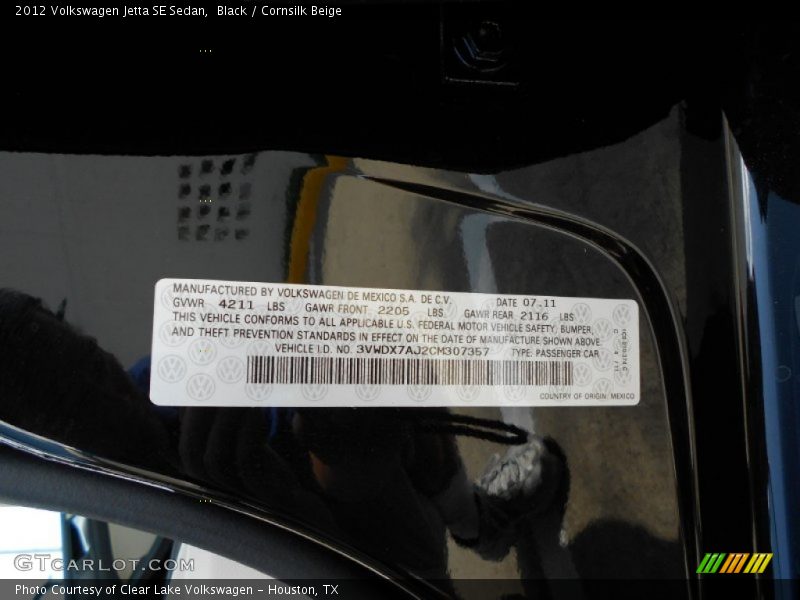 2012 Volkswagen Jetta SE Sedan,  Black / Cornsilk Beige
MANUFACTURED BY VOLKSWAGEN DE MEXICO S.A. DE C.V. DATE 07.11
GVWR 4211 LBS GAWR FRONT 2205 LBS. GAWR REAR 2116 LBS
THIS VEHICLE CONFORMS TO ALL APPLICABLE U.S. FEDERAL MOTOR VEHICLE SAFETY, BUMPER,
AND THEFT PREVENTION STANDARDS IN EFFECT ON THE DATE OF MANUFACTURE SHOWN ABOVE.
VEHICLE I.D. NO. 3VWDX7AJ2CM307357 TYPE: PASSENGER CAR
COUNTRY OF ORIGIN: MEXICO
GTCarLot.com
Photo Courtesy of Clear Lake Volkswagen - Houston, TX